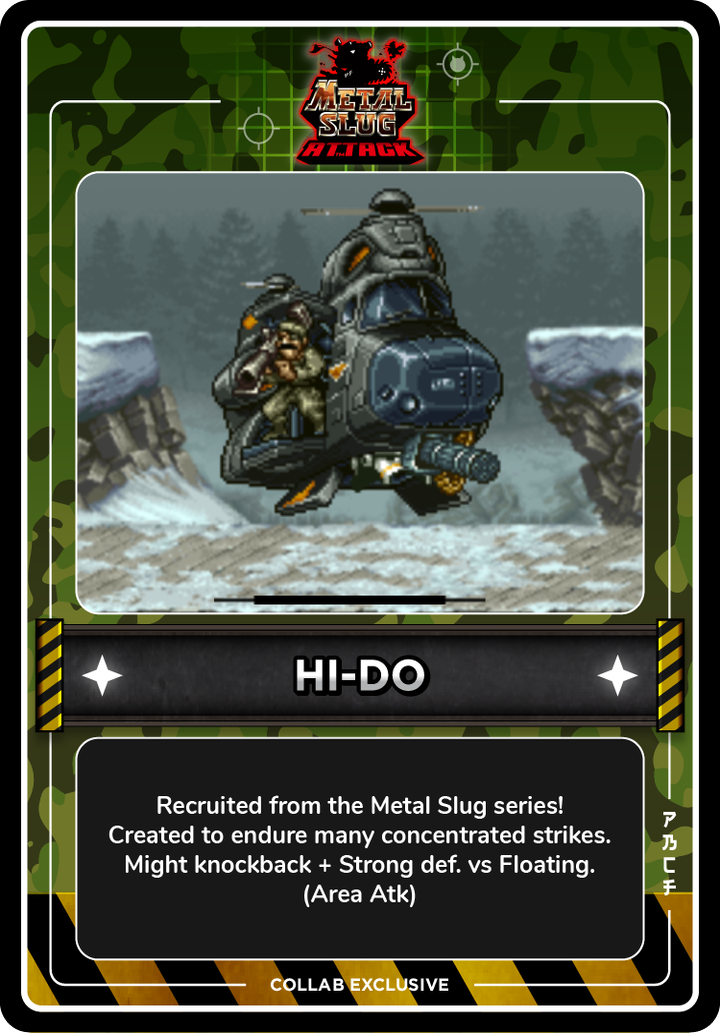 METAL
SLUG
ATTACK
HI-DO
Recruited from the Metal Slug series!
Created to endure many concentrated strikes.
Might knockback + Strong def. vs Floating.
(Area Atk)
COLLAB EXCLUSIVE